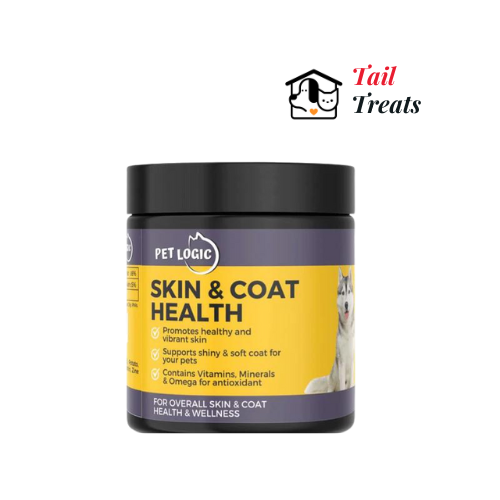 Tail
Treats
PET LOGIC
SKIN & COAT
HEALTH
Promotes healthy and
vibrant skin
Supports shiny & soft coat for
your pets
Contains Vitamins, Minerals
& Omega for antioxidant
FOR OVERALL SKIN & COAT
HEALTH & WELLNESS